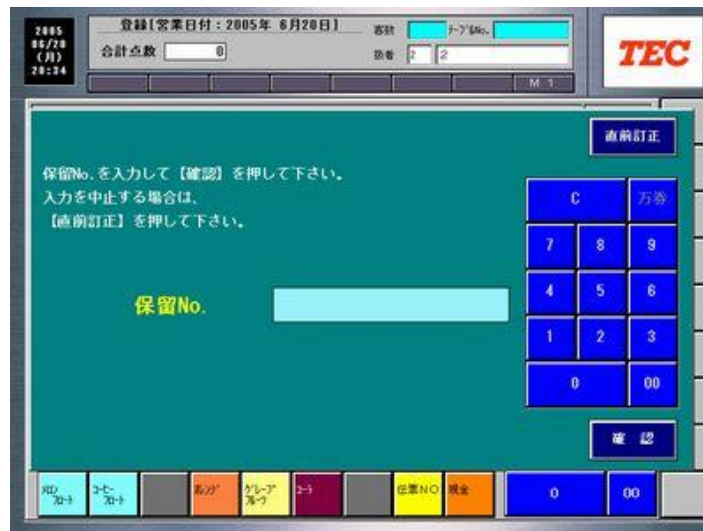 2005
06/20
(月)
20:34
登録[営業日付:2005年 6月20日]
合計点数 0
客数
ﾃｰﾌﾞﾙNo.
扱者 2 2
M 1
TEC
直前訂正
保留No.を入力して【確認】を押して下さい。
入力を中止する場合は、
【直前訂正】を押して下さい。
保留No.
C 万券
7 8 9
4 5 6
1 2 3
0 00
確 認
ﾒﾛﾝ
ﾌﾛｰﾄ
ｺｰﾋｰ
ﾌﾛｰﾄ
ｵﾚﾝｼﾞ
ｸﾞﾚｰﾌﾟ
ﾌﾙｰﾂ
ｺｰﾗ
伝票NO
現金
0 00